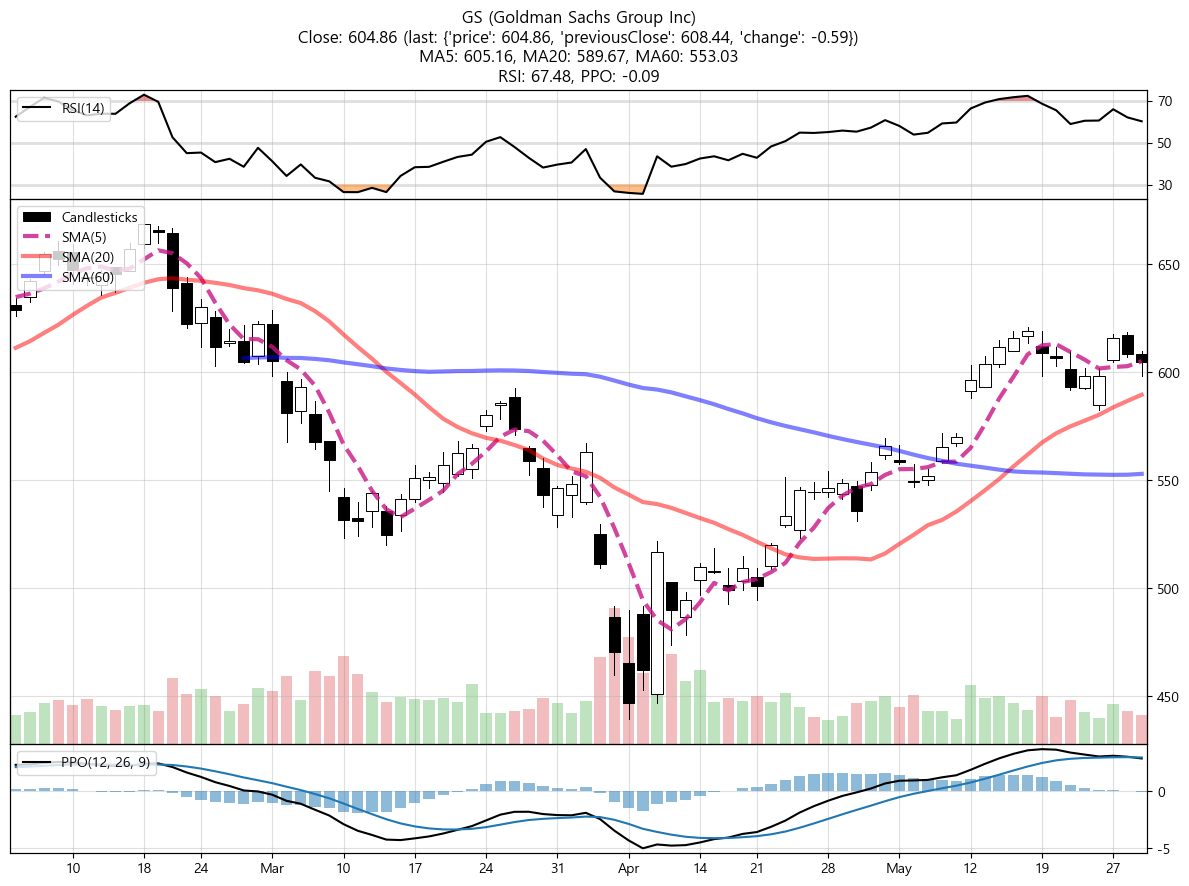 GS (Goldman Sachs Group Inc)
Close: 604.86 (last: {'price': 604.86, 'previousClose': 608.44, 'change': -0.59})
MA5: 605.16, MA20: 589.67, MA60: 553.03
RSI: 67.48, PPO: -0.09
RSI(14)
70
50
30
Candlesticks
SMA(5)
SMA(20)
SMA(60)
650
600
550
500
450
PPO(12, 26, 9)
0
-5
10 18 24 Mar 10 17 24 31 Apr 14 21 28 May 12 19 27